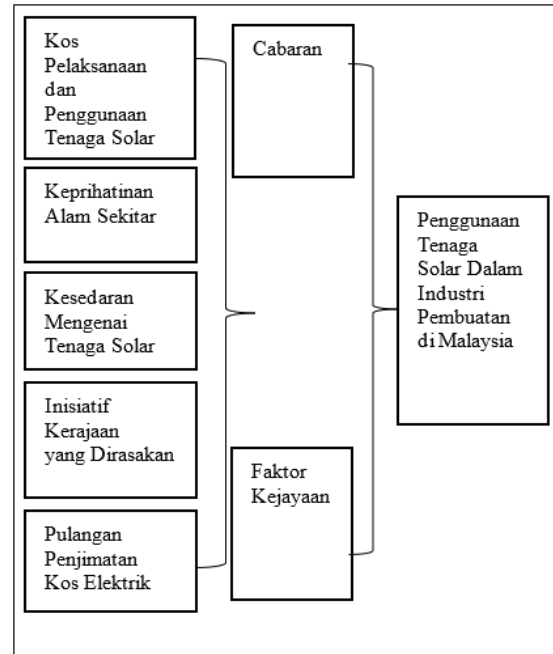 Kos
Pelaksanaan
dan
Penggunaan
Tenaga Solar
Keprihatinan
Alam Sekitar
Kesedaran
Mengenai
Tenaga Solar
Inisiatif
Kerajaan
yang Dirasakan
Pulangan
Penjimatan
Kos Elektrik
Cabaran
Faktor
Kejayaan
Penggunaan
Tenaga
Solar Dalam
Industri
Pembuatan
di Malaysia